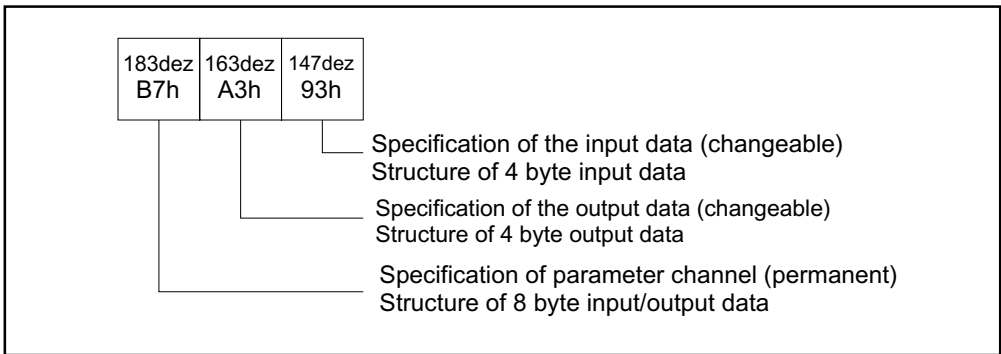 183dez 163dez 147dez
B7h A3h 93h
Specification of the input data (changeable)
Structure of 4 byte input data
Specification of the output data (changeable)
Structure of 4 byte output data
Specification of parameter channel (permanent)
Structure of 8 byte input/output data